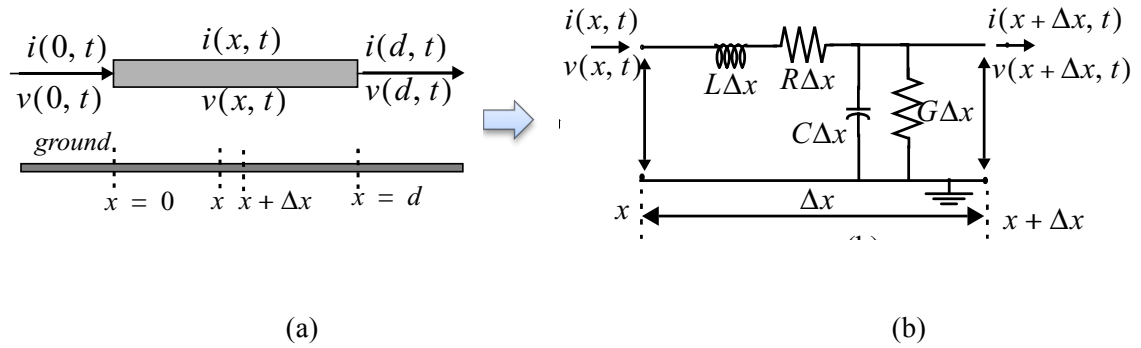 i(0, t)
i(x, t)
i(d, t)
v(0, t)
v(x, t)
v(d, t)
ground
x = 0
x
x + Δx
x = d
(a)
(b)
i(x, t)
i(x + Δx, t)
v(x, t)
v(x + Δx, t)
LΔx
RΔx
CΔx
GΔx
x
Δx
x + Δx
(b)